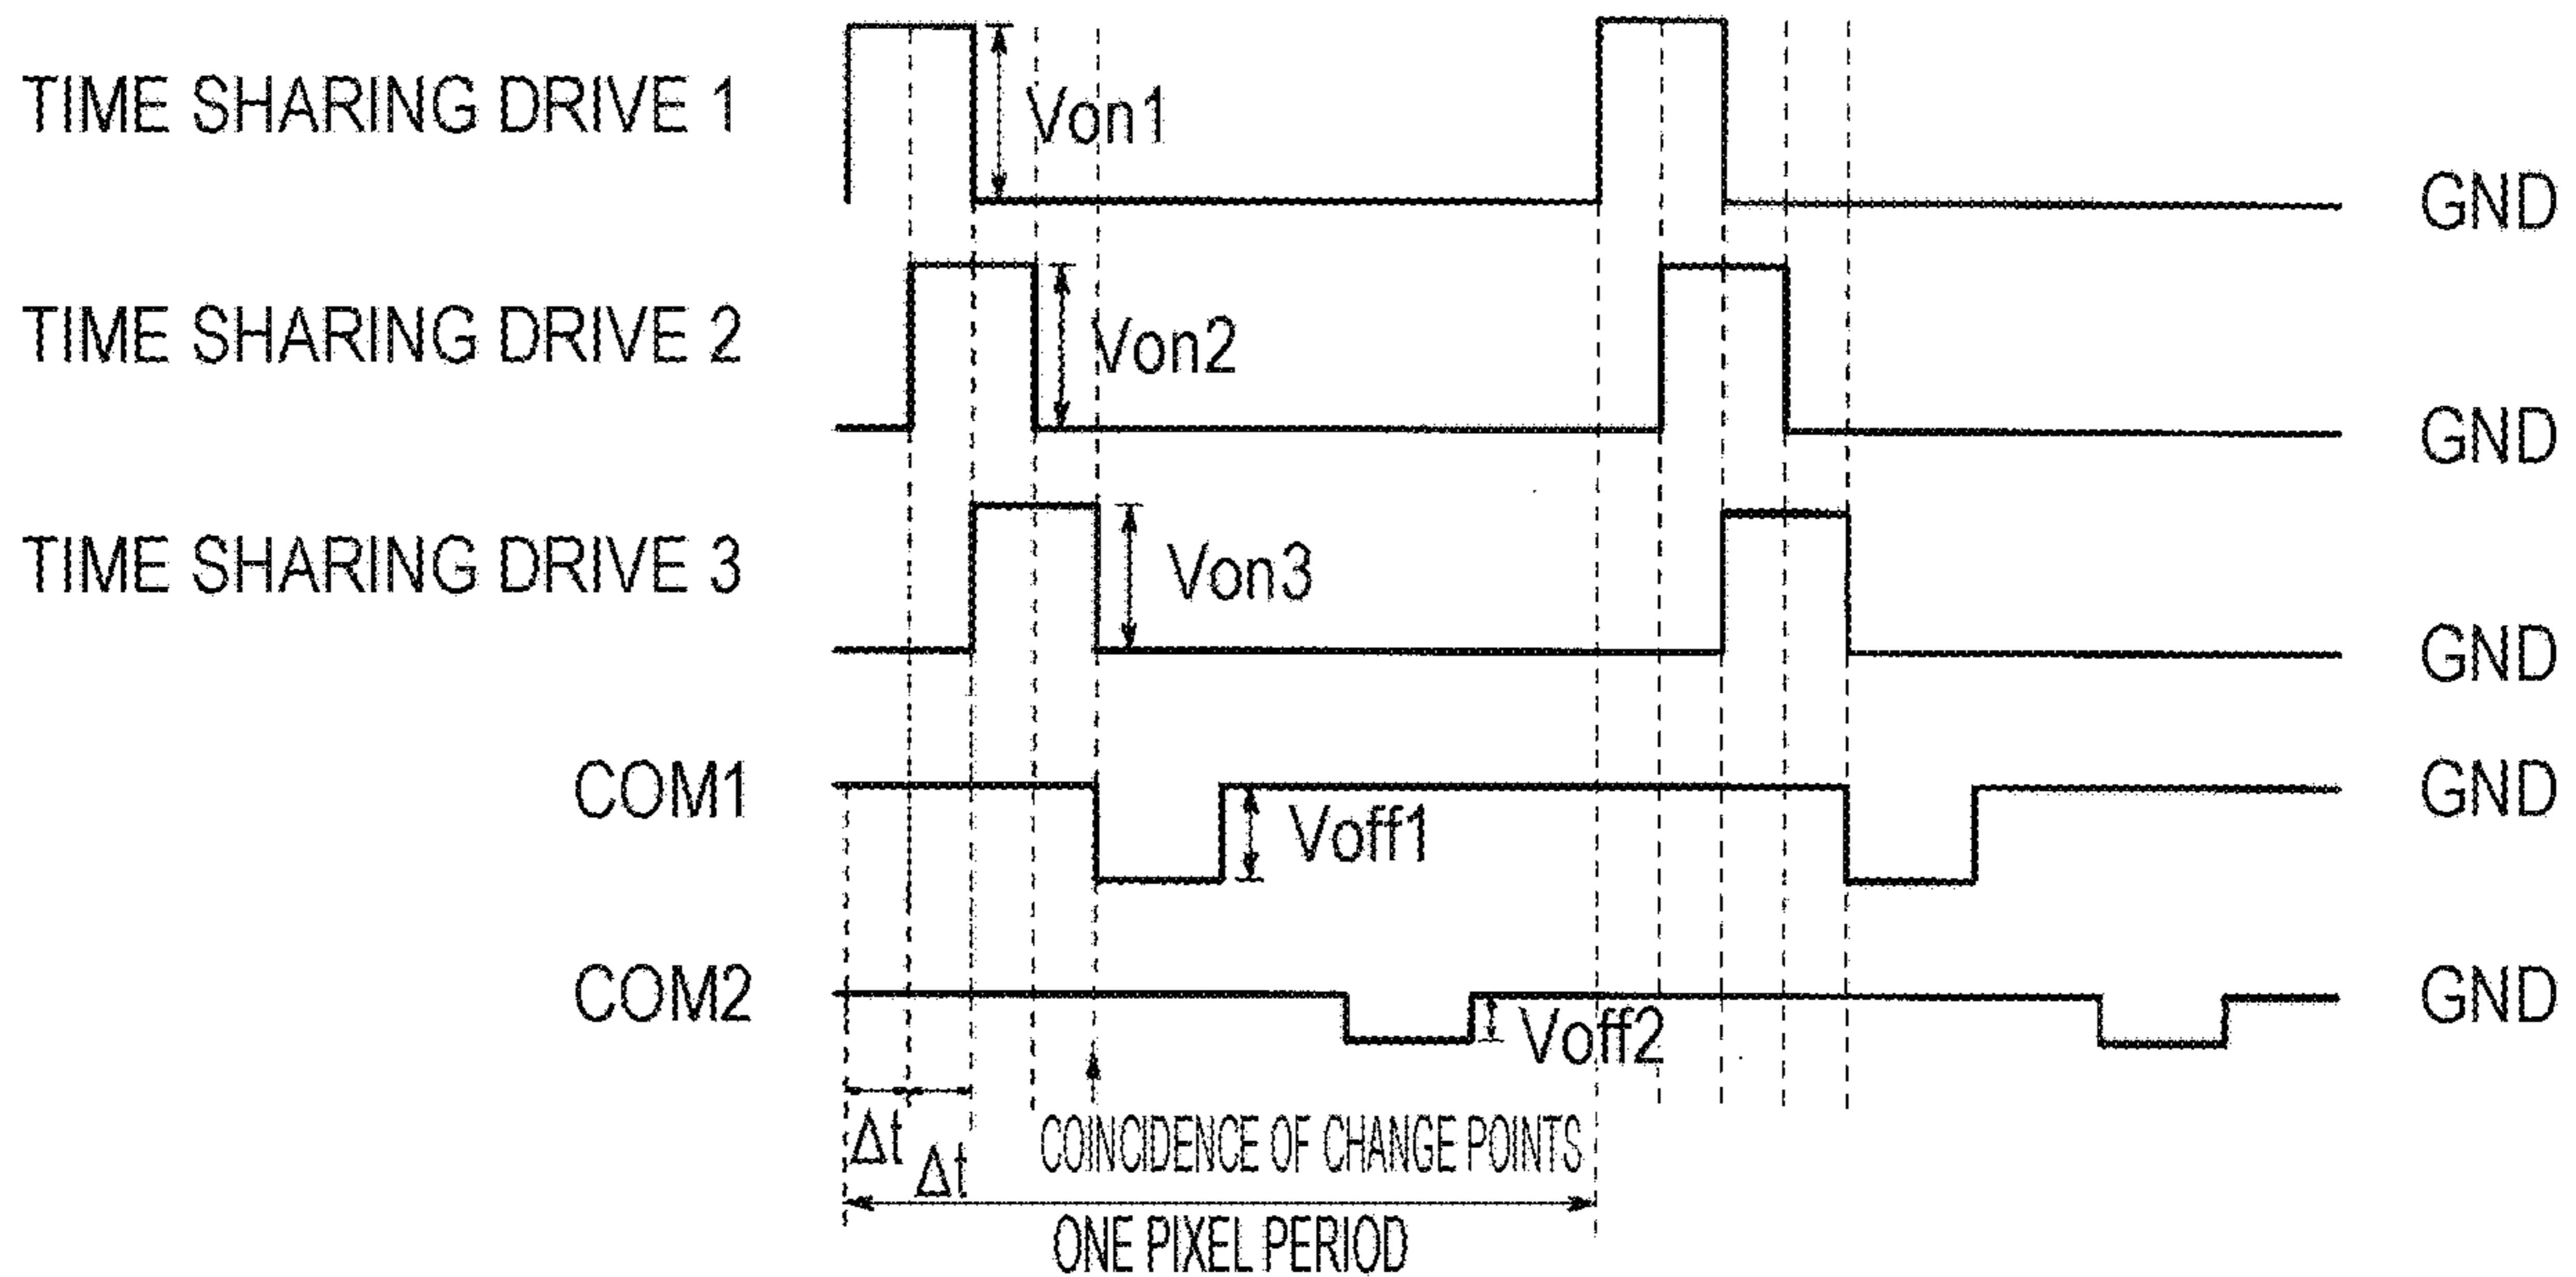 TIME SHARING DRIVE 1
Von1
GND
TIME SHARING DRIVE 2
Von2
GND
TIME SHARING DRIVE 3
Von3
GND
COM1
Voff1
GND
COM2
Voff2
GND
Δt
Δt
COINCIDENCE OF CHANGE POINTS
ONE PIXEL PERIOD